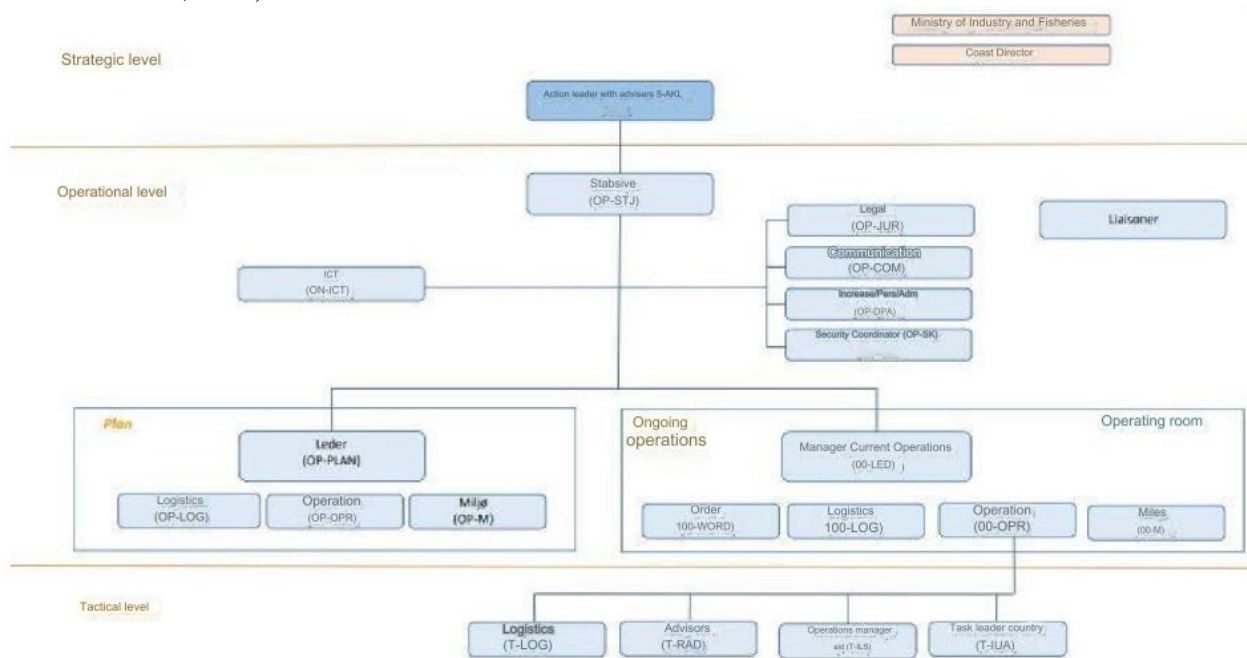 Ministry of Industry and Fisheries
Coast Director
Strategic level
Action leader with advisers S-AKL
Operational level
Stabsive
(OP-STJ)
Legal
(OP-JUR)
Liaisoner
Communication
(OP-COM)
ICT
(ON-ICT)
Increase/Pers/Adm
(OP-DPA)
Security Coordinator (OP-SK)
Plan
Leder
(OP-PLAN)
Logistics
(OP-LOG)
Operation
(OP-OPR)
Miljø
(OP-M)
Ongoing
operations
Operating room
Manager Current Operations
(00-LED)
Order
100-WORD)
Logistics
100-LOG)
Operation
(00-OPR)
Miles
(00-M)
Tactical level
Logistics
(T-LOG)
Advisors
(T-RAD)
Operations manager
(T-ILS)
Task leader country
(T-IUA)